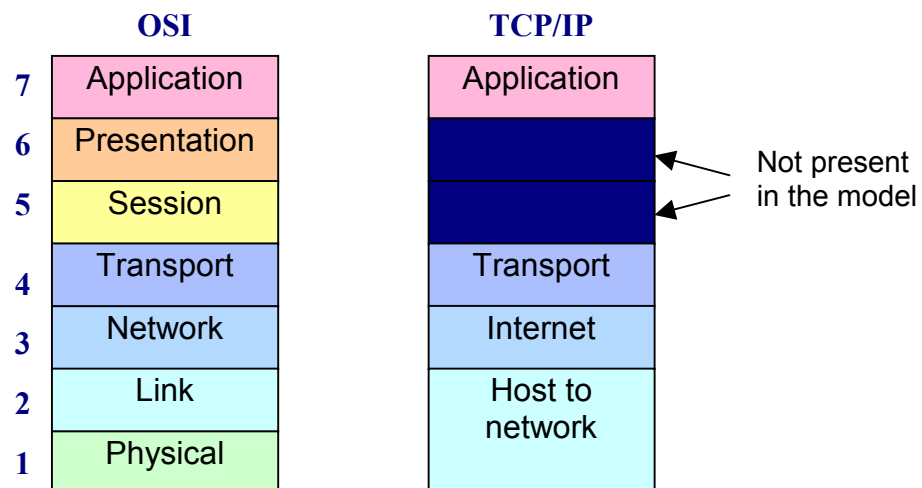 OSI
TCP/IP
7
Application
Application
6
Presentation
Not present
in the model
5
Session
4
Transport
Transport
3
Network
Internet
2
Link
Host to
network
1
Physical